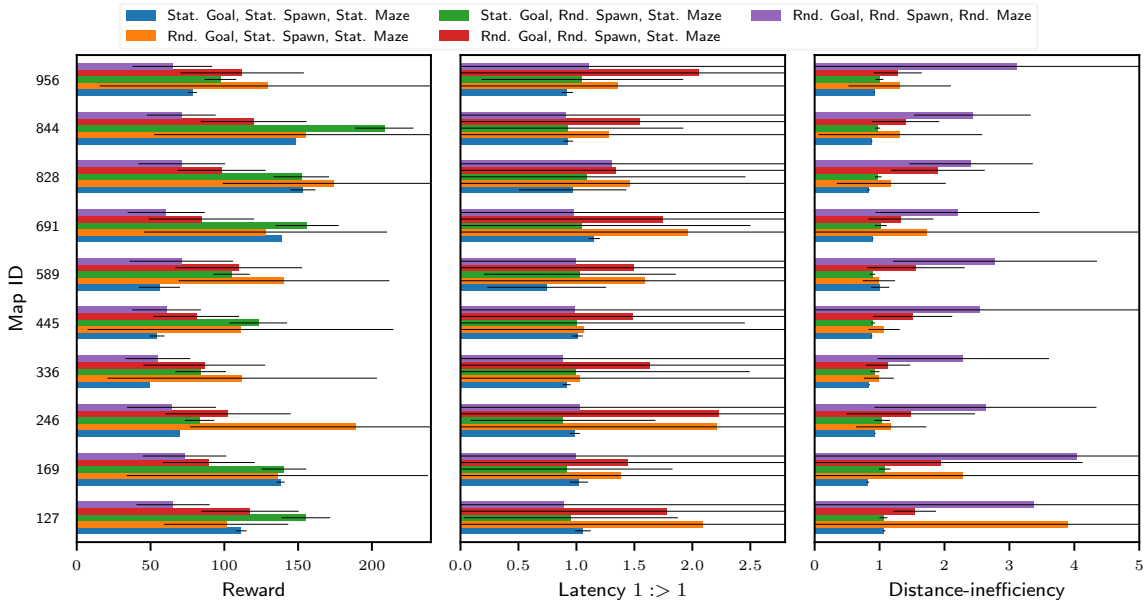 Stat. Goal, Stat. Spawn, Stat. Maze
Rnd. Goal, Stat. Spawn, Stat. Maze
Stat. Goal, Rnd. Spawn, Stat. Maze
Rnd. Goal, Rnd. Spawn, Stat. Maze
Rnd. Goal, Rnd. Spawn, Rnd. Maze
Map ID
956
844
828
691
589
445
336
246
169
127
0 50 100 150 200
Reward
0.0 0.5 1.0 1.5 2.0 2.5
Latency 1 :> 1
0 1 2 3 4 5
Distance-inefficiency